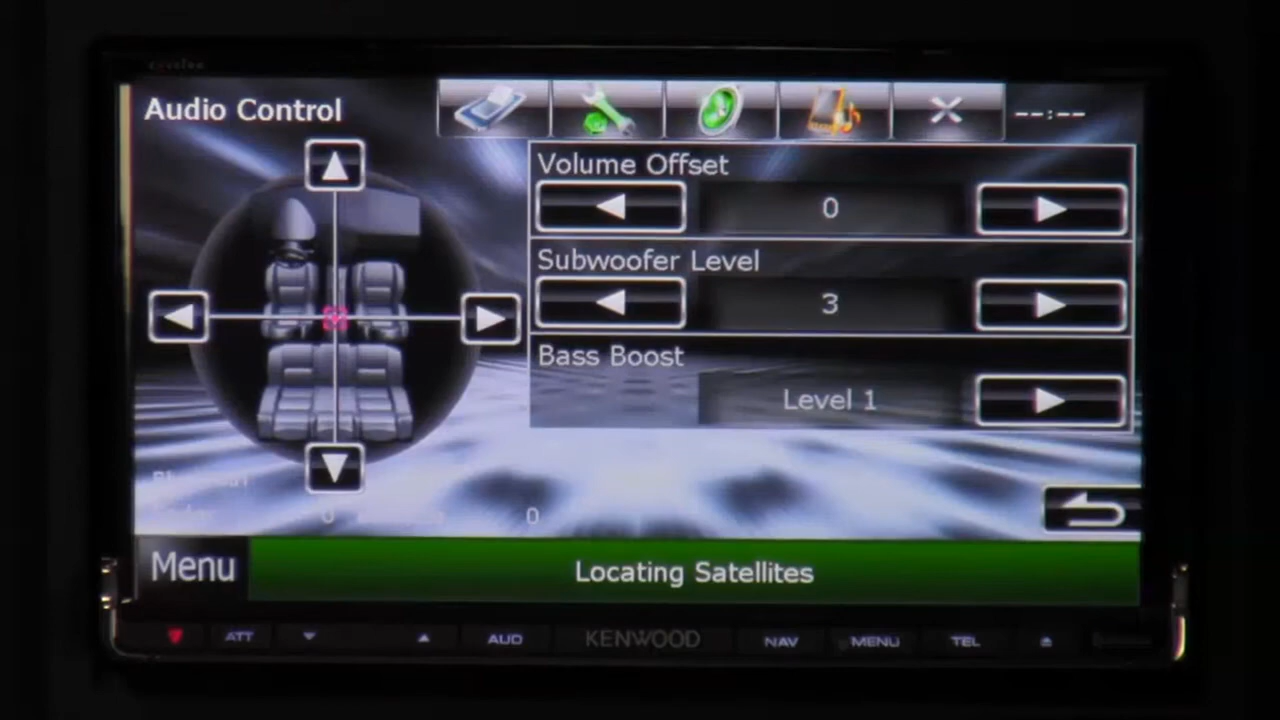 Audio Control
--:--
Volume Offset
0
Subwoofer Level
3
Bass Boost
Level 1
0 0
Menu
Locating Satellites
ATT AUD KENWOOD NAV MENU TEL